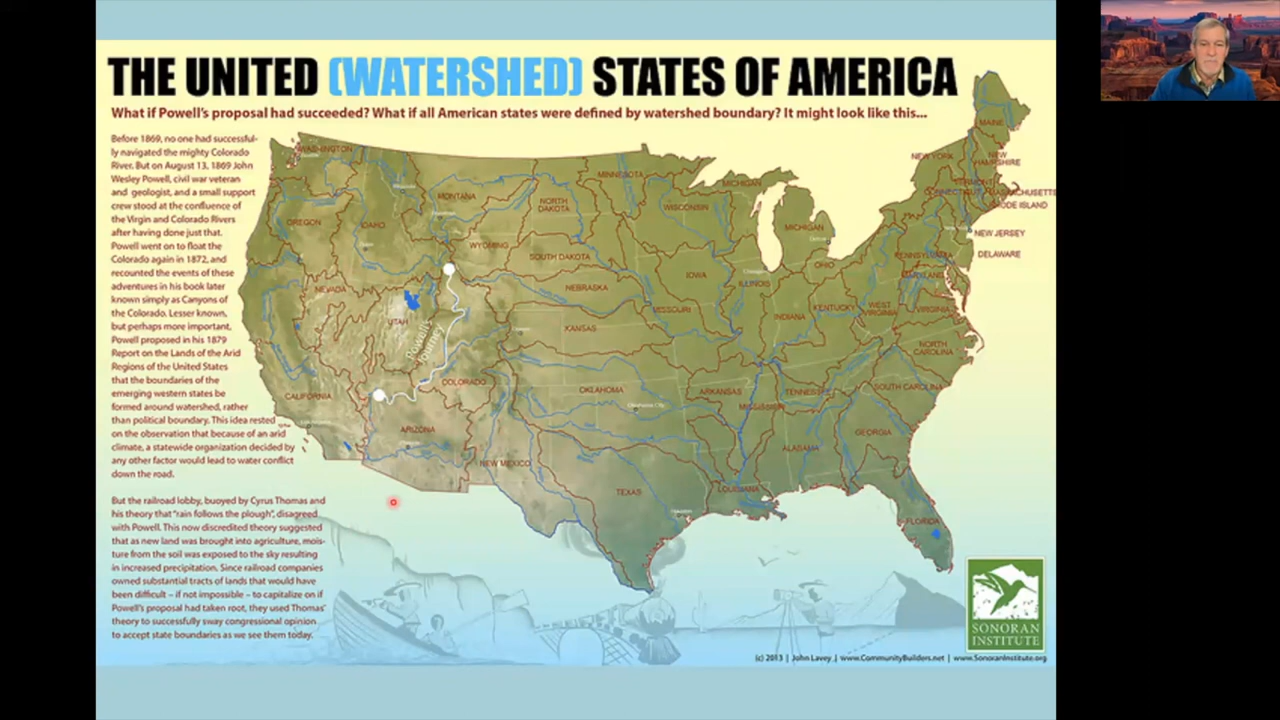 THE UNITED (WATERSHED) STATES OF AMERICA
What if Powell's proposal had succeeded? What if all American states were defined by watershed boundary? It might look like this...
Before 1869, no one had successful-
ly navigated the mighty Colorado
River. But on August 13, 1869 John
Wesley Powell, civil war veteran
and geologist, and a small support
crew stood at the confluence of
the Virgin and Colorado Rivers
after having done just that.
Powell went on to float the
Colorado again in 1872, and
recounted the events of these
adventures in his book later
known simply as Canyons of
the Colorado. Lesser known,
but perhaps more important,
Powell proposed in his 1879
Report on the Lands of the Arid
Regions of the United States
that the boundaries of the
emerging western states be
formed around watershed, rather
than political boundary. This idea rested
on the observation that because of an arid
climate, a statewide organization decided by
any other factor would lead to water conflict
down the road.
But the railroad lobby, buoyed by Cyrus Thomas and
his theory that "rain follows the plough", disagreed
with Powell. This now discredited theory suggested
that as new land was brought into agriculture, mois-
ture from the soil was exposed to the sky resulting
in increased precipitation. Since railroad companies
owned substantial tracts of lands that would have
been difficult – if not impossible – to capitalize on if
Powell's proposal had taken root, they used Thomas'
theory to successfully sway congressional opinion
to accept state boundaries as we see them today.
WASHINGTON
OREGON
IDAHO
MONTANA
NORTH
DAKOTA
MINNESOTA
WISCONSIN
MICHIGAN
MICHIGAN
NEW YORK
MAINE
NEW
HAMPSHIRE
VERMONT
CONNECTICUT
MASSACHUSETTS
RHODE ISLAND
NEW JERSEY
DELAWARE
PENNSYLVANIA
MARYLAND
WYOMING
SOUTH DAKOTA
IOWA
ILLINOIS
OHIO
NEVADA
UTAH
NEBRASKA
MISSOURI
INDIANA
KENTUCKY
WEST
VIRGINIA
VIRGINIA
Powell's
Journey
KANSAS
NORTH
CAROLINA
CALIFORNIA
COLORADO
OKLAHOMA
Oklahoma City
ARKANSAS
TENNESSEE
SOUTH CAROLINA
MISSISSIPPI
ARIZONA
GEORGIA
ALABAMA
NEW MEXICO
TEXAS
Houston
LOUISIANA
FLORIDA
SONORAN
INSTITUTE
(c) 2013 | John Lavey | www.CommunityBuilders.net | www.SonoranInstitute.org